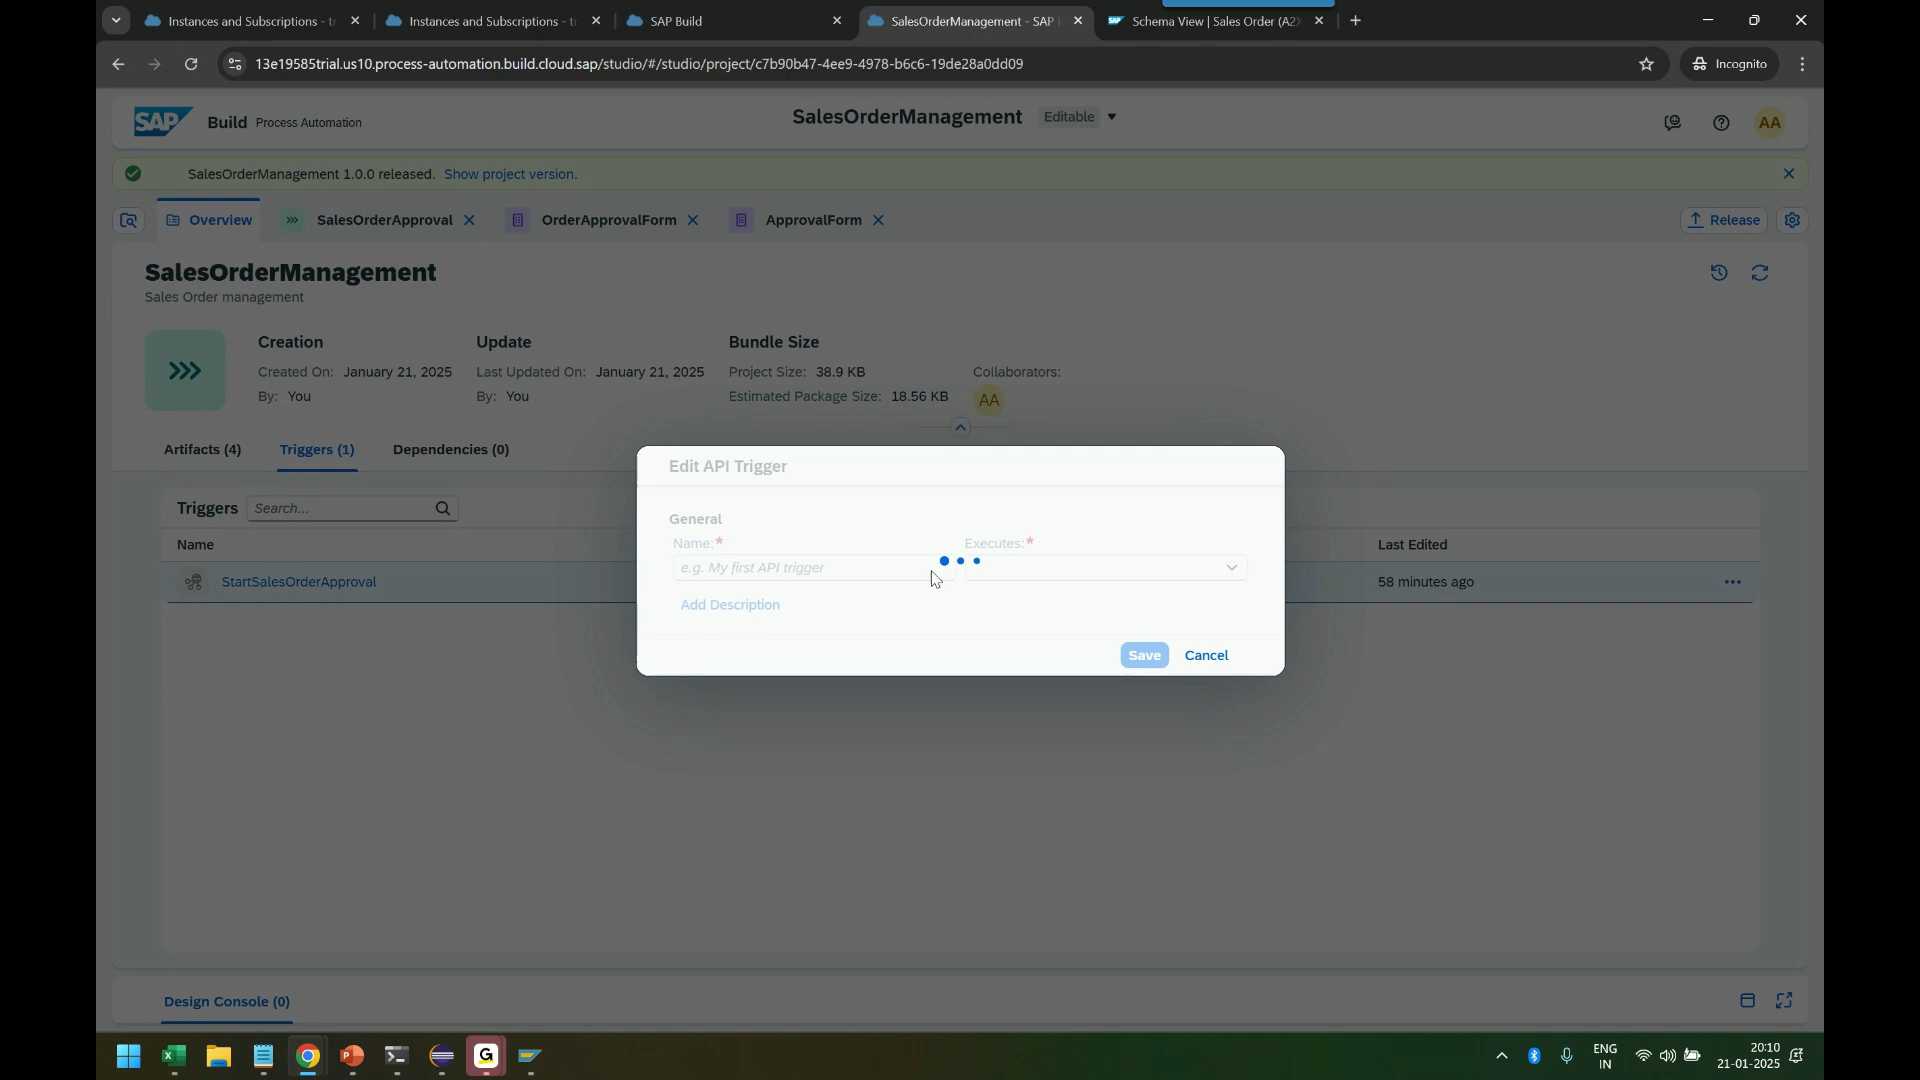 Instances and Subscriptions - tr
Instances and Subscriptions - tr
SAP Build
SalesOrderManagement - SAP
SAP
Schema View | Sales Order (A2X
13e19585trial.us10.process-automation.build.cloud.sap/studio/#/studio/project/c7b90b47-4ee9-4978-b6c6-19de28a0dd09
Incognito
SAP Build Process Automation
SalesOrderManagement Editable
AA
SalesOrderManagement 1.0.0 released. Show project version.
Overview
SalesOrderApproval
OrderApprovalForm
ApprovalForm
Release
SalesOrderManagement
Sales Order management
Creation
Update
Bundle Size
Created On: January 21, 2025
Last Updated On: January 21, 2025
Project Size: 38.9 KB
Collaborators:
By: You
By: You
Estimated Package Size: 18.56 KB
AA
Artifacts (4)
Triggers (1)
Dependencies (0)
Edit API Trigger
Triggers
Search...
General
Name
Name:*
Executes:*
Last Edited
StartSalesOrderApproval
e.g. My first API trigger
58 minutes ago
Add Description
Save
Cancel
Design Console (0)
G
ENG
IN
20:10
21-01-2025